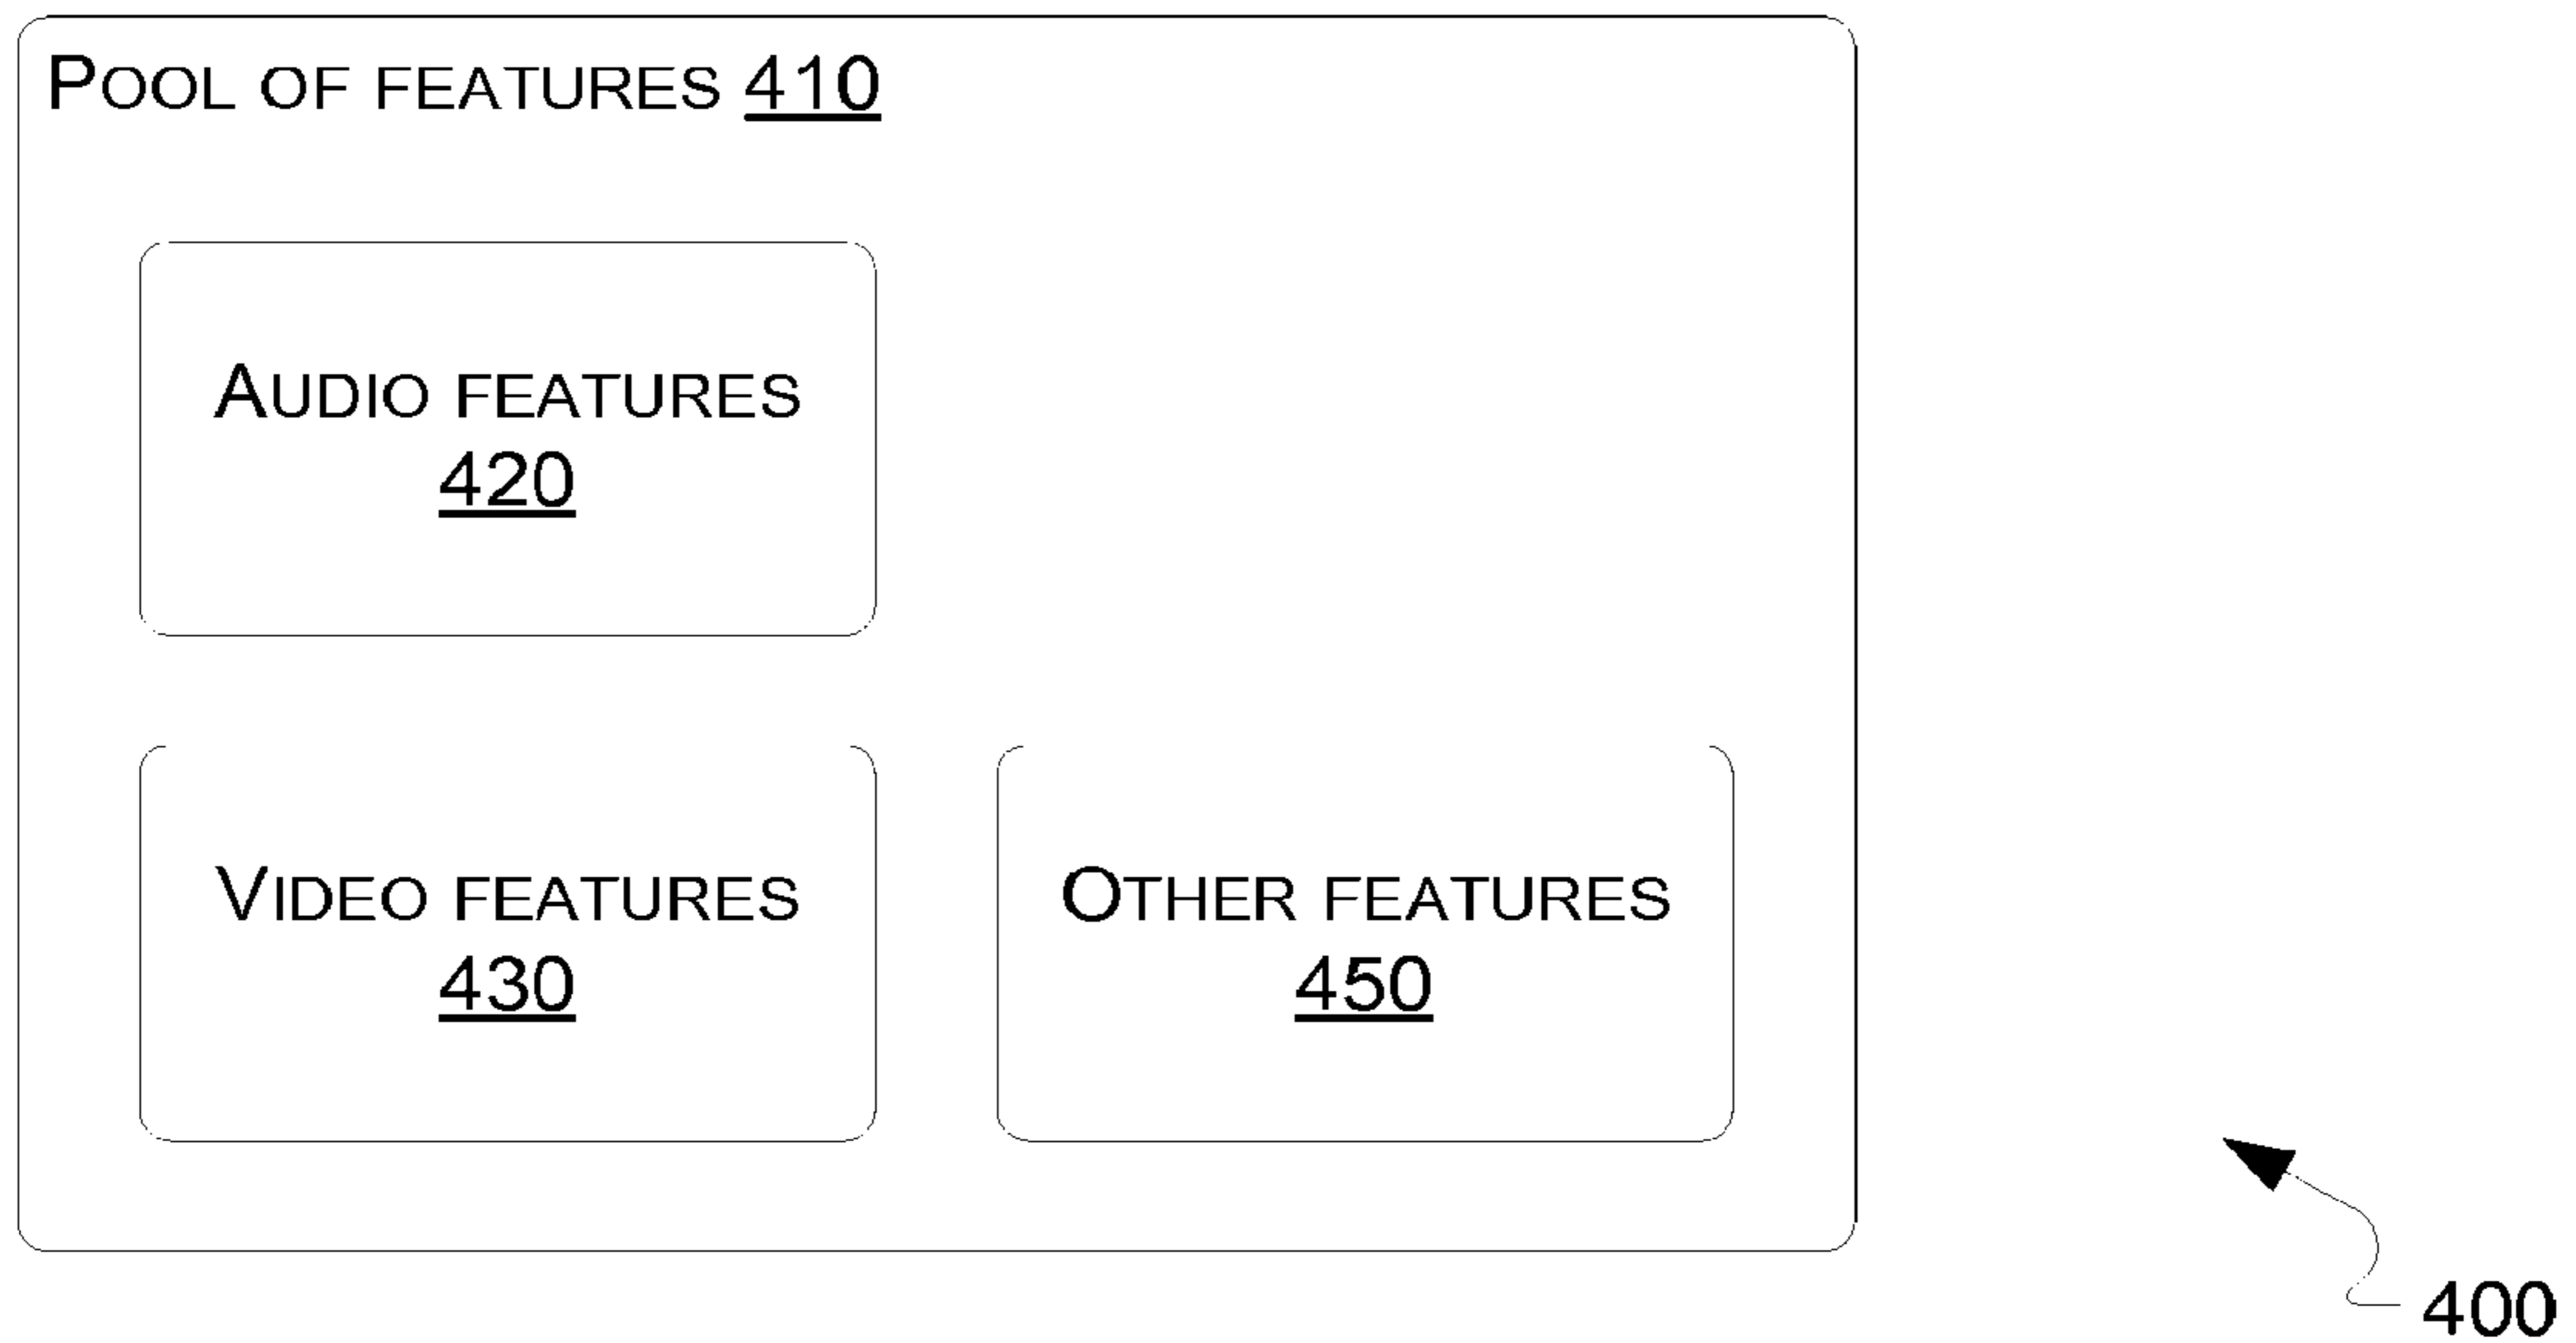 POOL OF FEATURES 410
AUDIO FEATURES
420
VIDEO FEATURES
430
OTHER FEATURES
450
400